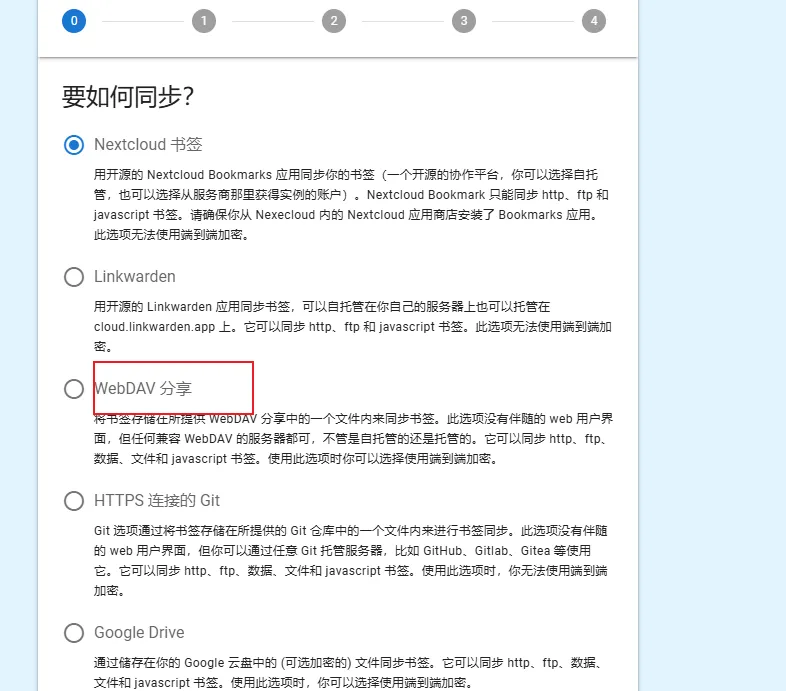 0 1 2 3 4
要如何同步？
Nextcloud 书签
用开源的 Nextcloud Bookmarks 应用同步你的书签（一个开源的协作平台，你可以选择自托
管，也可以选择从服务商那里获得实例的账户）。Nextcloud Bookmark 只能同步 http、ftp 和
javascript 书签。请确保你从 Nexecloud 内的 Nextcloud 应用商店安装了 Bookmarks 应用。
此选项无法使用端到端加密。
Linkwarden
用开源的 Linkwarden 应用同步书签，可以自托管在你自己的服务器上也可以托管在
cloud.linkwarden.app 上。它可以同步 http、ftp 和 javascript 书签。此选项无法使用端到端加
密。
WebDAV 分享
将书签存储在所提供 WebDAV 分享中的一个文件内来同步书签。此选项没有伴随的 web 用户界
面，但任何兼容 WebDAV 的服务器都可，不管是自托管的还是托管的。它可以同步 http、ftp、
数据、文件和 javascript 书签。使用此选项时你可以选择使用端到端加密。
HTTPS 连接的 Git
Git 选项通过将书签存储在所提供的 Git 仓库中的一个文件内来进行书签同步。此选项没有伴随
的 web 用户界面，但你可以通过任意 Git 托管服务器，比如 GitHub、Gitlab、Gitea 等使用
它。它可以同步 http、ftp、数据、文件和 javascript 书签。使用此选项时，你无法使用端到端
加密。
Google Drive
通过储存在你的 Google 云盘中的 (可选加密的) 文件同步书签。它可以同步 http、ftp、数据、
文件和 javascript 书签。使用此选项时，你可以选择使用端到端加密。